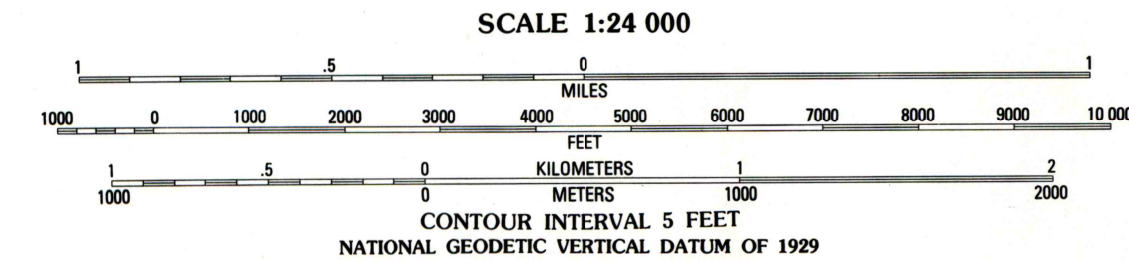 SCALE 1:24 000
1 .5 0 1
MILES
1000 0 1000 2000 3000 4000 5000 6000 7000 8000 9000 10 000
FEET
1 .5 0 KILOMETERS 1 2
1000 0 METERS 1000 2000
CONTOUR INTERVAL 5 FEET
NATIONAL GEODETIC VERTICAL DATUM OF 1929